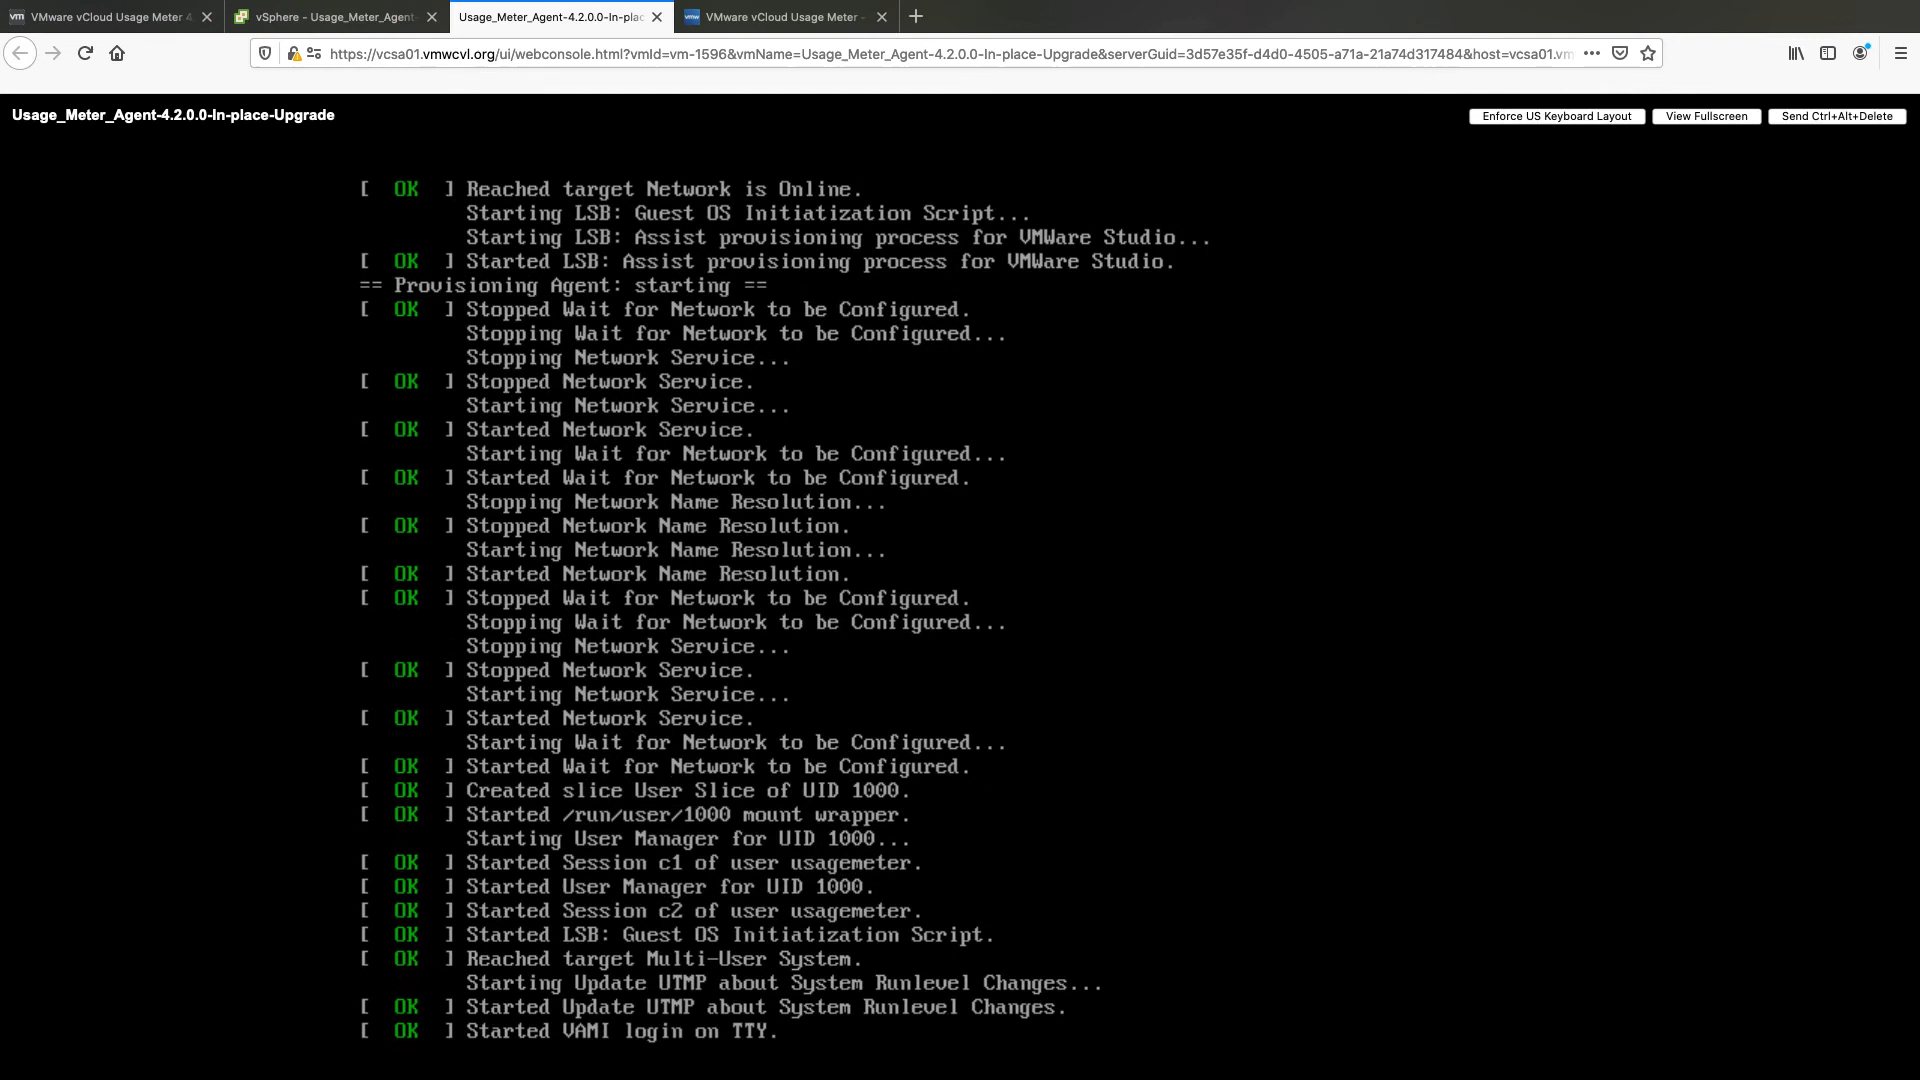 VMware vCloud Usage Meter 4
vSphere - Usage_Meter_Agent-
Usage_Meter_Agent-4.2.0.0-In-plac
VMware vCloud Usage Meter -
https://vcsa01.vmwcvl.org/ui/webconsole.html?vmId=vm-1596&vmName=Usage_Meter_Agent-4.2.0.0-In-place-Upgrade&serverGuid=3d57e35f-d4d0-4505-a71a-21a74d317484&host=vcsa01.vm
Usage_Meter_Agent-4.2.0.0-In-place-Upgrade
Enforce US Keyboard Layout
View Fullscreen
Send Ctrl+Alt+Delete
[ OK ] Reached target Network is Online.
Starting LSB: Guest OS Initiatization Script...
Starting LSB: Assist provisioning process for VMWare Studio...
[ OK ] Started LSB: Assist provisioning process for VMWare Studio.
== Provisioning Agent: starting ==
[ OK ] Stopped Wait for Network to be Configured.
Stopping Wait for Network to be Configured...
Stopping Network Service...
[ OK ] Stopped Network Service.
Starting Network Service...
[ OK ] Started Network Service.
Starting Wait for Network to be Configured...
[ OK ] Started Wait for Network to be Configured.
Stopping Network Name Resolution...
[ OK ] Stopped Network Name Resolution.
Starting Network Name Resolution...
[ OK ] Started Network Name Resolution.
[ OK ] Stopped Wait for Network to be Configured.
Stopping Wait for Network to be Configured...
Stopping Network Service...
[ OK ] Stopped Network Service.
Starting Network Service...
[ OK ] Started Network Service.
Starting Wait for Network to be Configured...
[ OK ] Started Wait for Network to be Configured.
[ OK ] Created slice User Slice of UID 1000.
[ OK ] Started /run/user/1000 mount wrapper.
Starting User Manager for UID 1000...
[ OK ] Started Session c1 of user usagemeter.
[ OK ] Started User Manager for UID 1000.
[ OK ] Started Session c2 of user usagemeter.
[ OK ] Started LSB: Guest OS Initiatization Script.
[ OK ] Reached target Multi-User System.
Starting Update UTMP about System Runlevel Changes...
[ OK ] Started Update UTMP about System Runlevel Changes.
[ OK ] Started VAMI login on TTY.